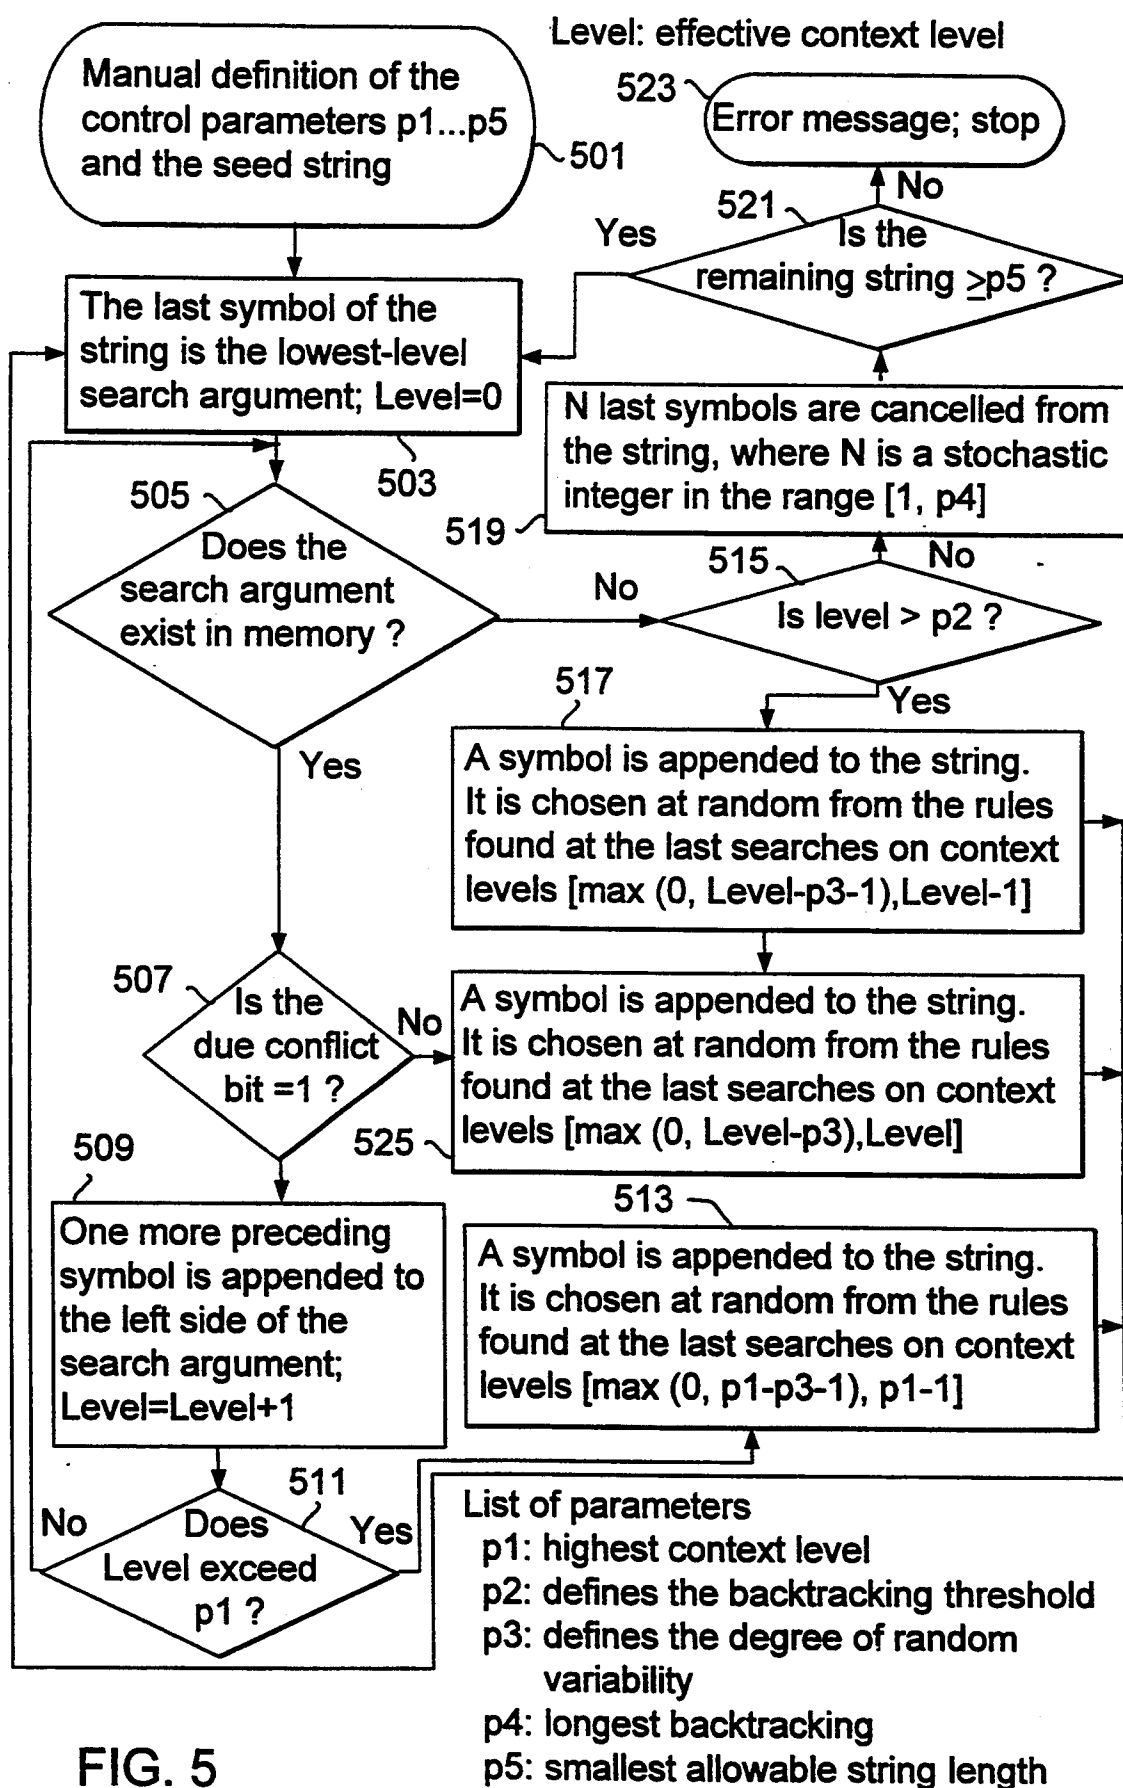 Level: effective context level
Manual definition of the
control parameters p1...p5
and the seed string
501
523
Error message; stop
No
521
Yes
Is the
remaining string ≥p5 ?
The last symbol of the
string is the lowest-level
search argument; Level=0
503
N last symbols are cancelled from
the string, where N is a stochastic
integer in the range [1, p4]
519
505
Does the
search argument
exist in memory ?
No
515
No
Is level > p2 ?
Yes
Yes
517
A symbol is appended to the string.
It is chosen at random from the rules
found at the last searches on context
levels [max (0, Level-p3-1),Level-1]
507
Is the
due conflict
bit =1 ?
No
A symbol is appended to the string.
It is chosen at random from the rules
found at the last searches on context
levels [max (0, Level-p3),Level]
525
509
One more preceding
symbol is appended to
the left side of the
search argument;
Level=Level+1
513
A symbol is appended to the string.
It is chosen at random from the rules
found at the last searches on context
levels [max (0, p1-p3-1), p1-1]
511
No
Does
Level exceed
p1 ?
Yes
List of parameters
p1: highest context level
p2: defines the backtracking threshold
p3: defines the degree of random
variability
p4: longest backtracking
p5: smallest allowable string length
FIG. 5